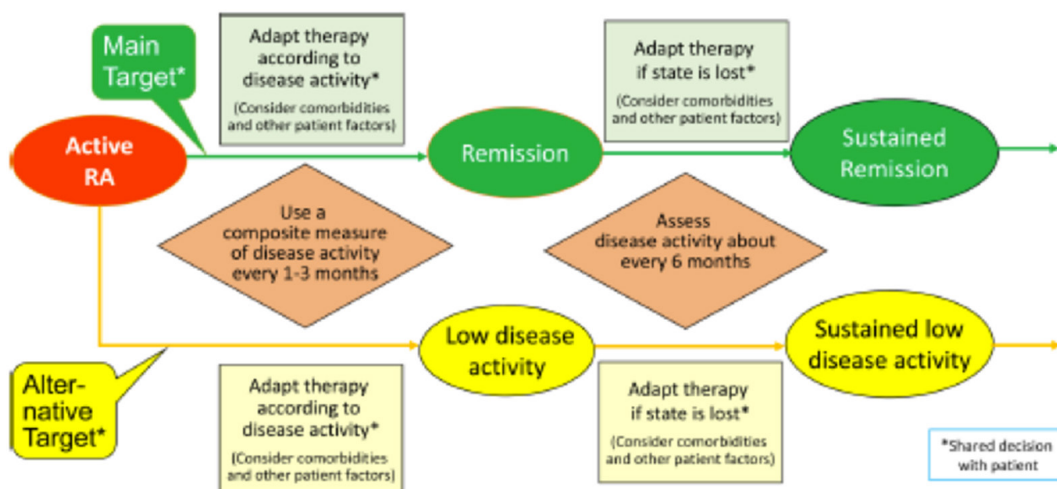 Main
Target*
Adapt therapy
according to
disease activity*
(Consider comorbidities
and other patient factors)
Adapt therapy
if state is lost*
(Consider comorbidities
and other patient factors)
Active
RA
Remission
Sustained
Remission
Use a
composite measure
of disease activity
every 1-3 months
Assess
disease activity about
every 6 months
Low disease
activity
Sustained low
disease activity
Alter-
native
Target*
Adapt therapy
according to
disease activity*
(Consider comorbidities
and other patient factors)
Adapt therapy
if state is lost*
(Consider comorbidities
and other patient factors)
*Shared decision
with patient